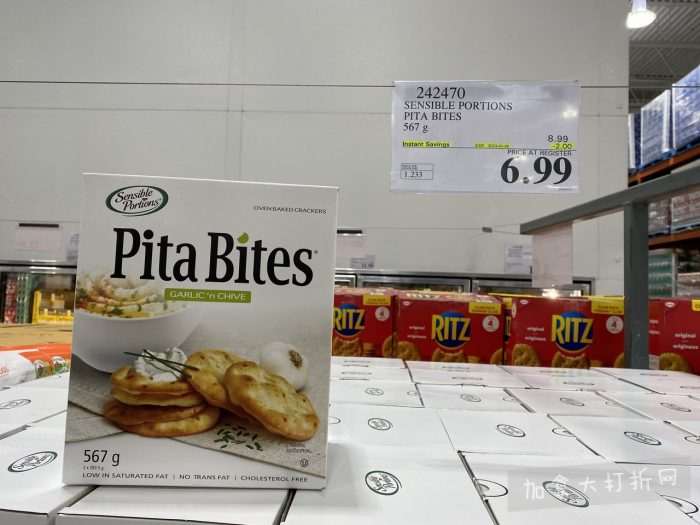 242470
SENSIBLE PORTIONS
PITA BITES
567 g
8.99
Instant Savings
-2.00
PRICE AT REGISTER
6.99
1.233
Sensible Portions
OVEN BAKED CRACKERS
Pita Bites
GARLIC 'n CHIVE
567 g
LOW IN SATURATED FAT | NO TRANS FAT | CHOLESTEROL FREE
RITZ
original
RITZ
original
RITZ
original
加拿大打折网